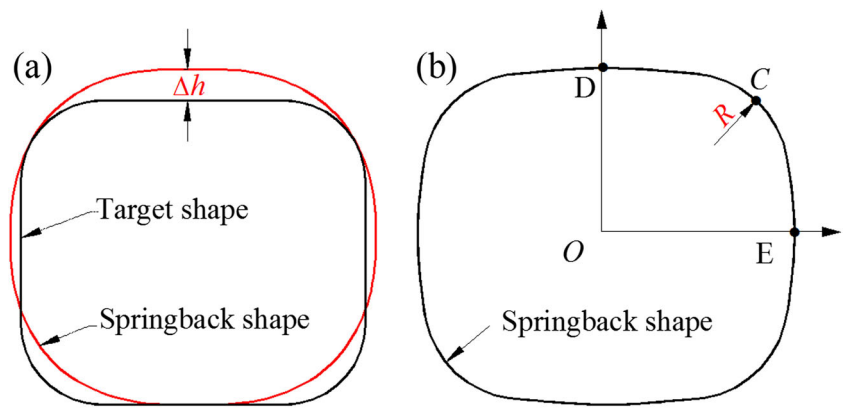 (a)
Δh
Target shape
Springback shape
(b)
D
C
R
O
E
Springback shape